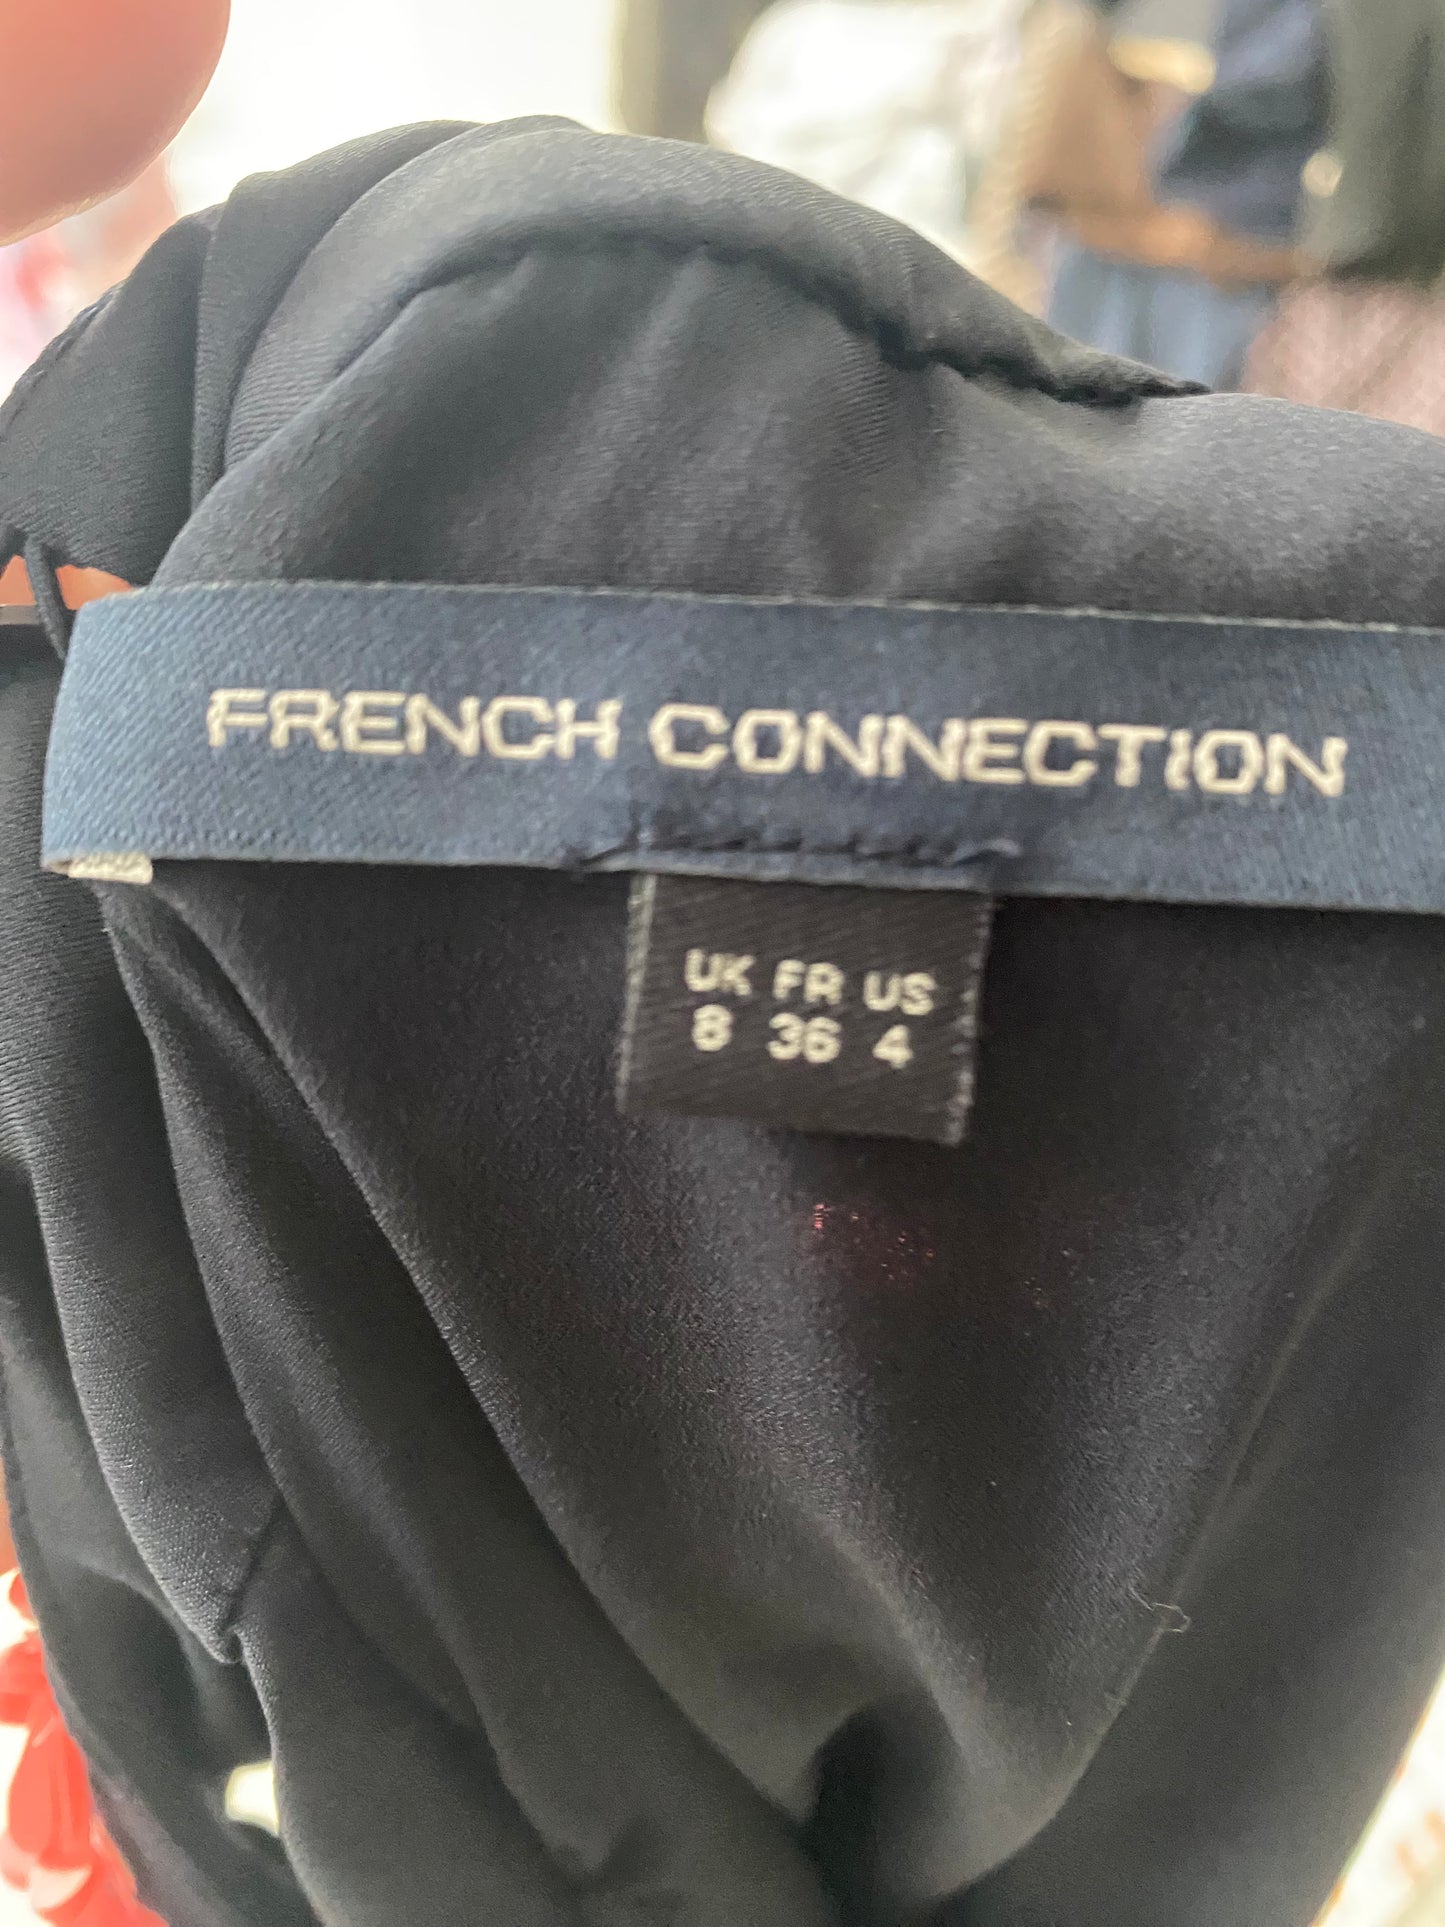 FRENCH CONNECTION
UK FR US
8 36 4